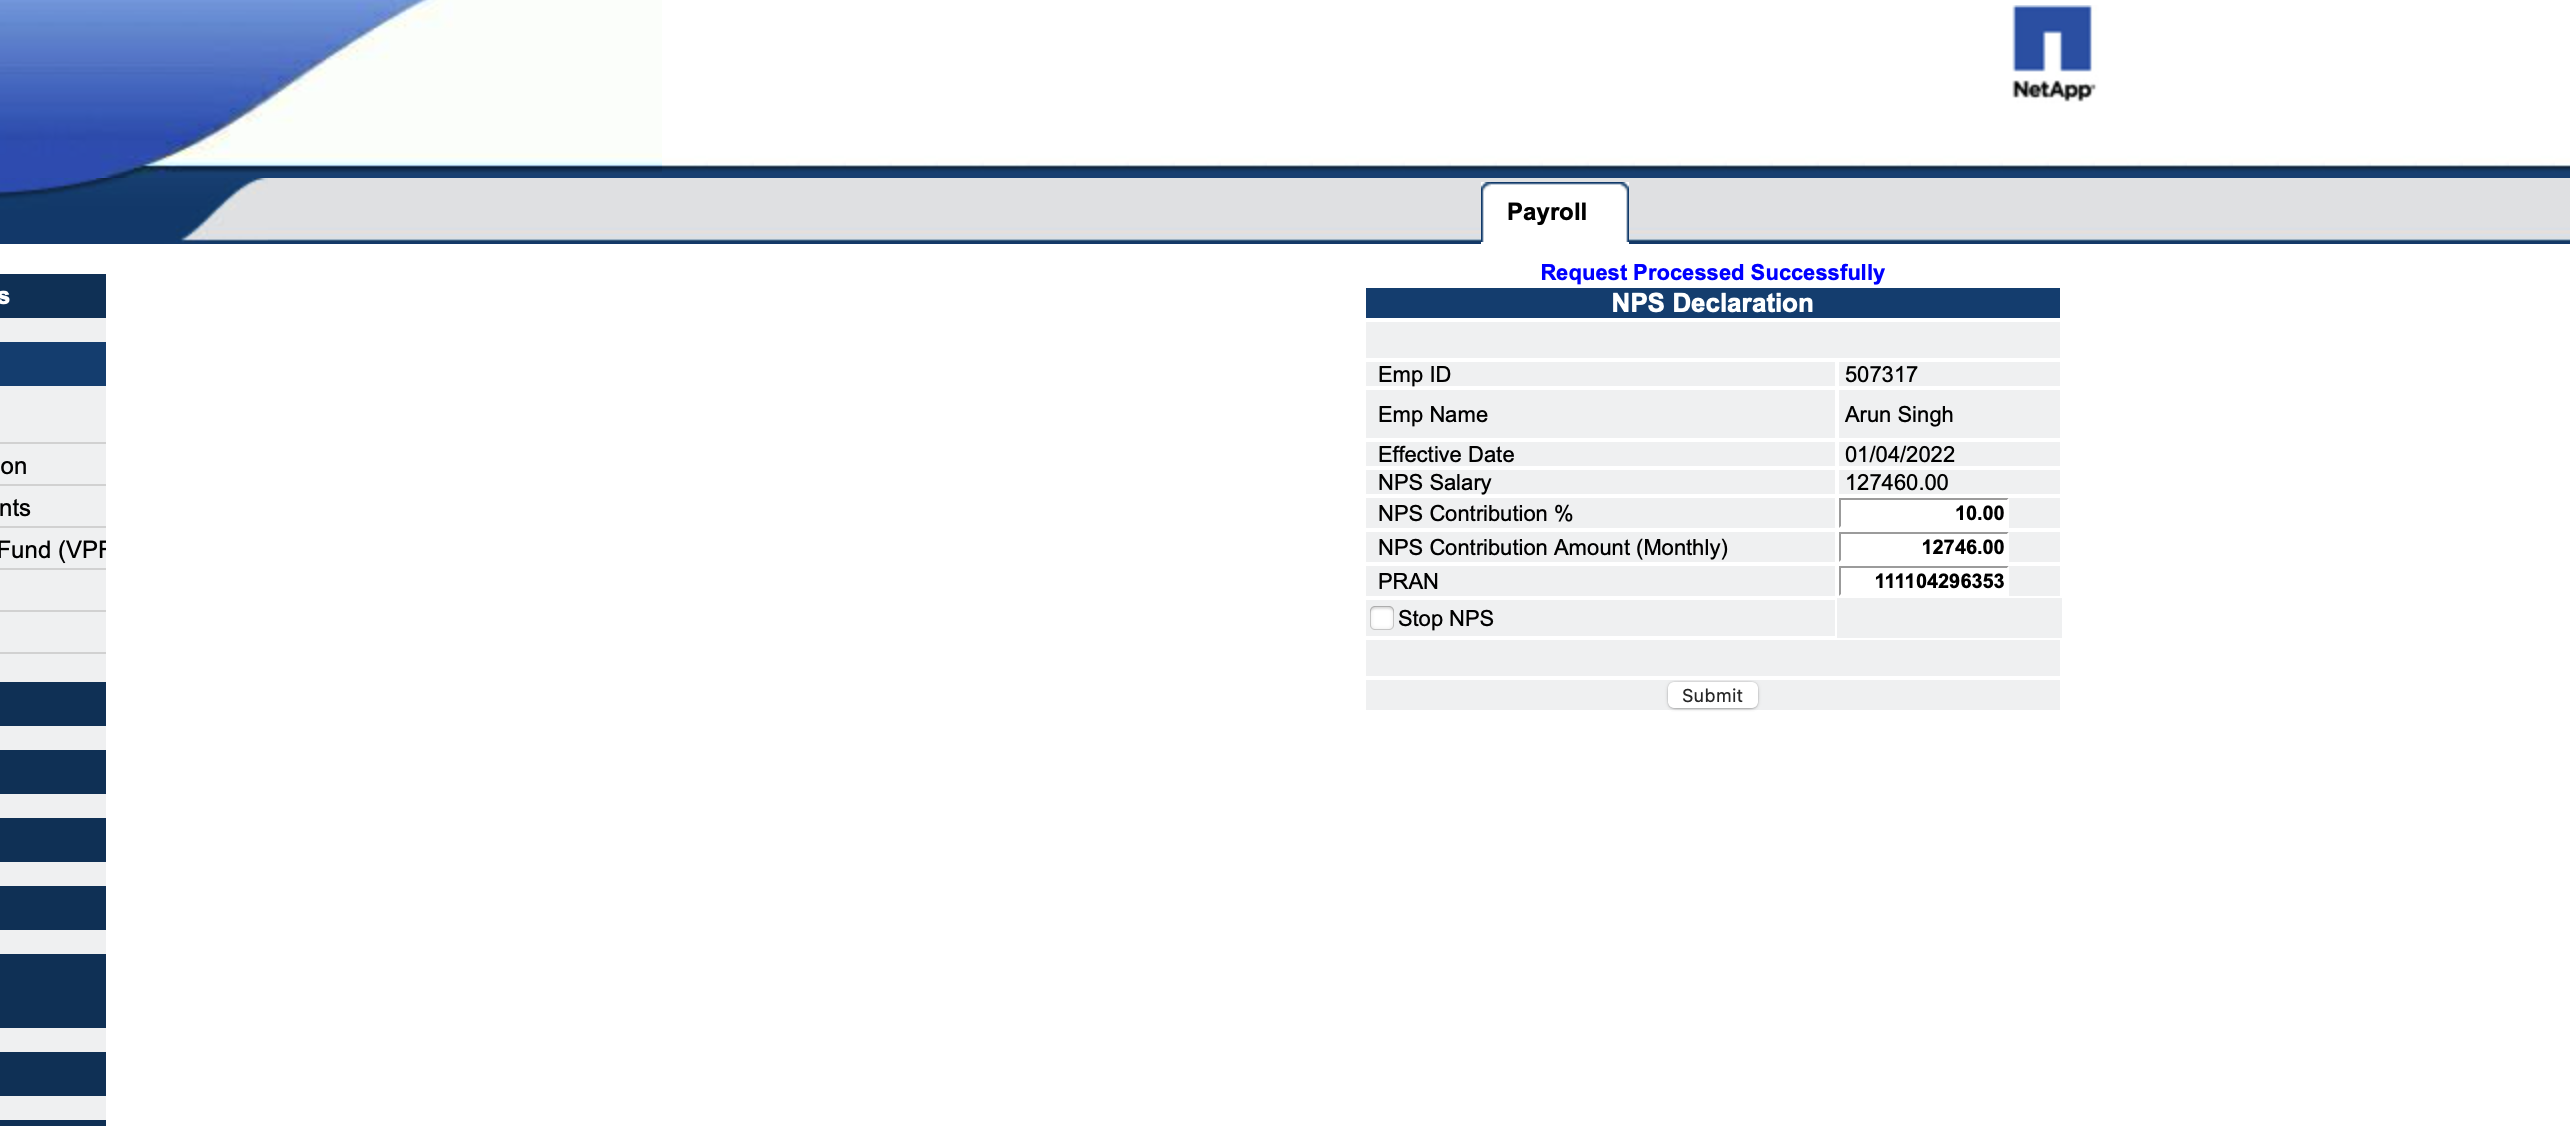 NetApp
Payroll
s
on
nts
Fund (VPF
Request Processed Successfully
NPS Declaration
Emp ID 507317
Emp Name Arun Singh
Effective Date 01/04/2022
NPS Salary 127460.00
NPS Contribution % 10.00
NPS Contribution Amount (Monthly) 12746.00
PRAN 111104296353
Stop NPS
Submit